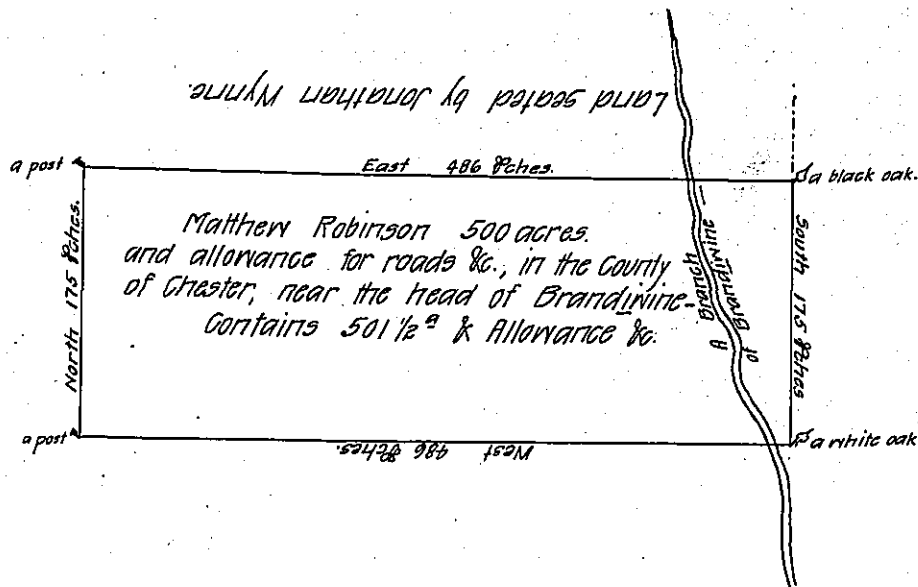 Land seated by Jonathan Wynne.
a post
East 486 Pches.
a black oak.
North 175 Pches.
Matthew Robinson 500 acres.
and allowance for roads &c., in the County
of Chester, near the head of Brandiwine-
Contains 501 1/2 a & Allowance &c.
A Branch
of Brandiwine
South 175 Pches
a post
West 486 Pches.
a white oak